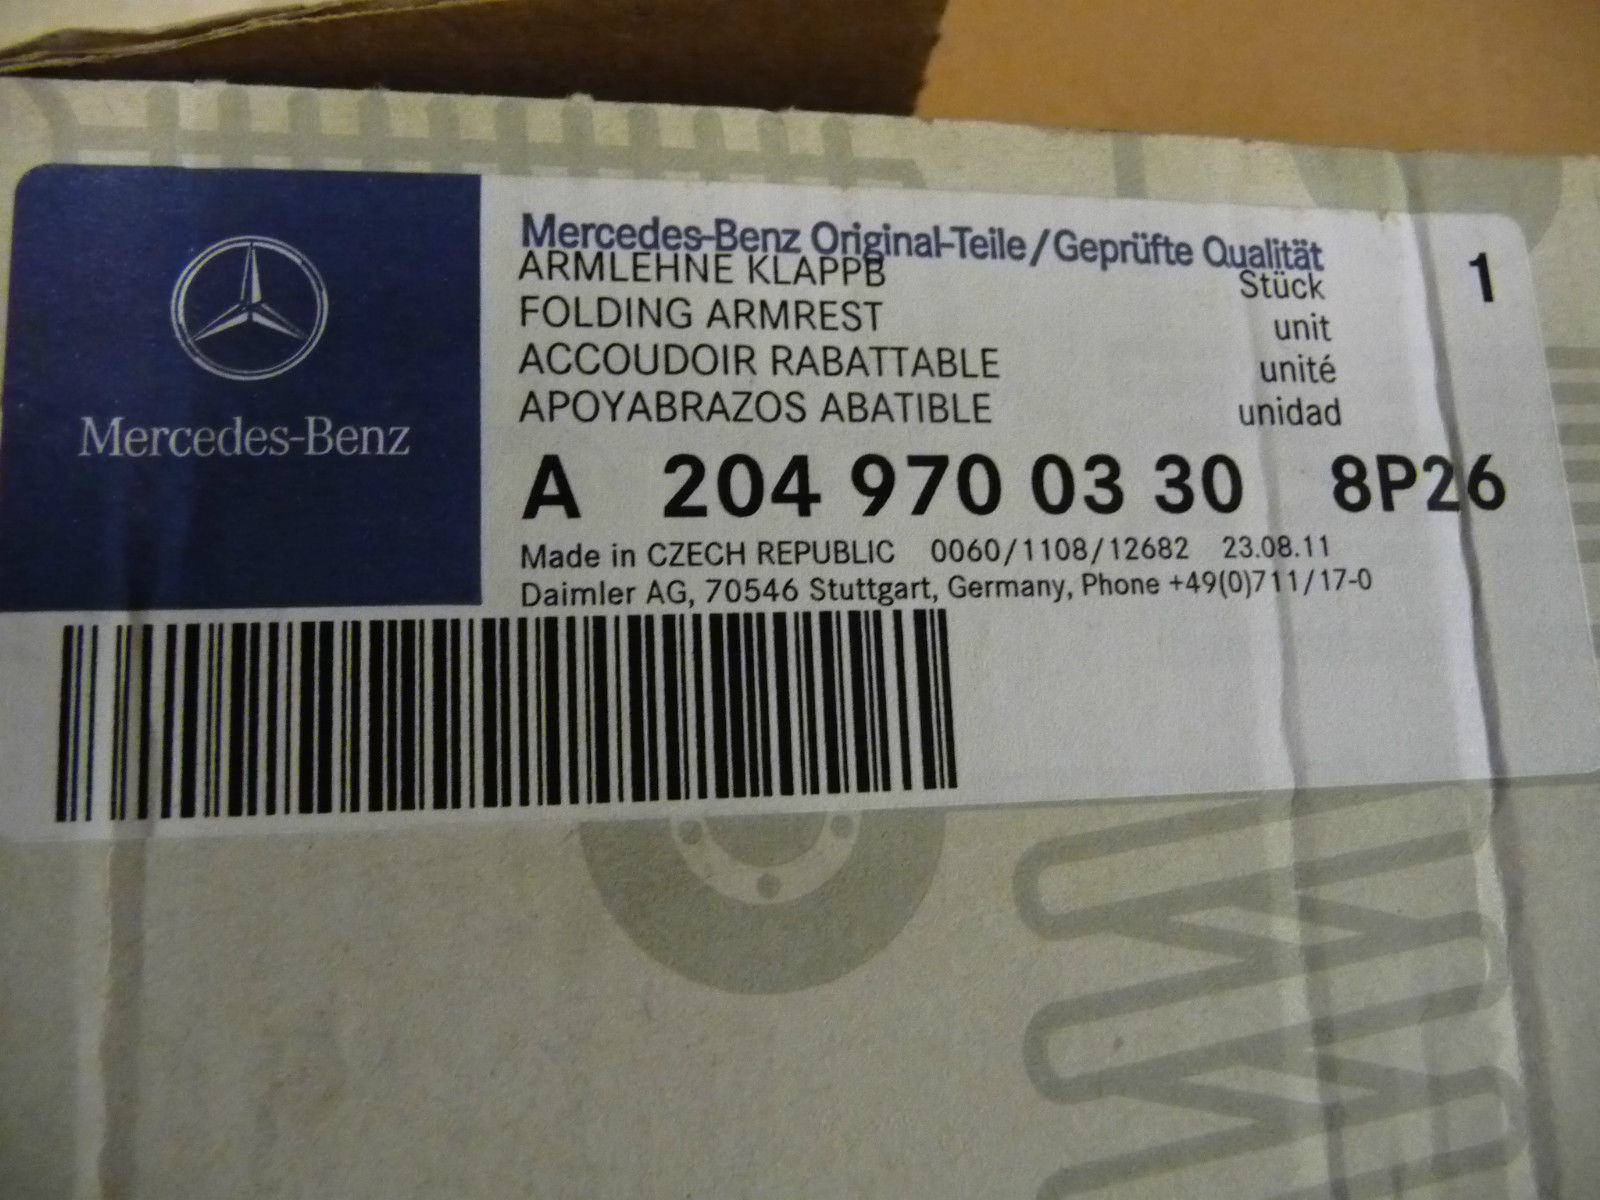 Mercedes-Benz
Mercedes-Benz Original-Teile/Geprüfte Qualität
ARMLEHNE KLAPPB Stück 1
FOLDING ARMREST unit
ACCOUDOIR RABATTABLE unité
APOYABRAZOS ABATIBLE unidad
A 204 970 03 30 8P26
Made in CZECH REPUBLIC 0060/1108/12682 23.08.11
Daimler AG, 70546 Stuttgart, Germany, Phone +49(0)711/17-0